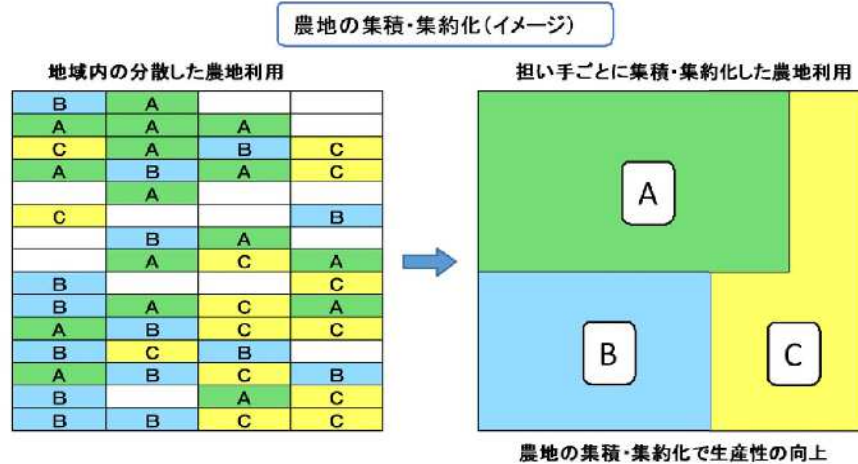 農地の集積・集約化（イメージ）
地域内の分散した農地利用
担い手ごとに集積・集約化した農地利用
B A
A A A
C A B C
A B A C
A
C B
B A
A C A
B C
B A C A
A B C C
B C B
A B C B
B A C
B B C C
A
B
C
農地の集積・集約化で生産性の向上